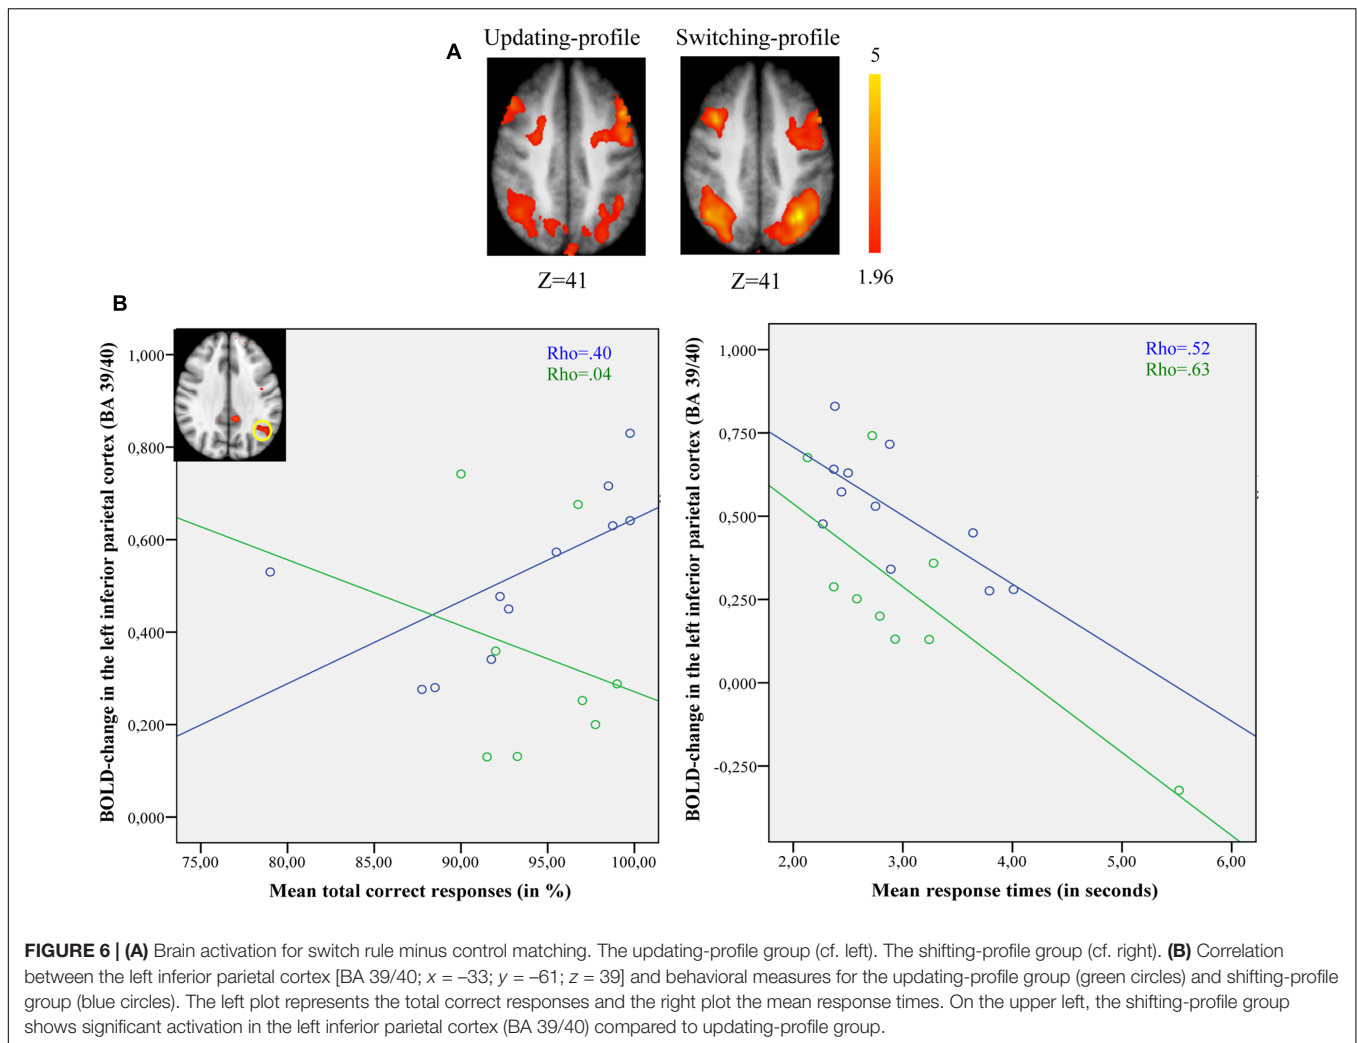 A
Updating-profile
Switching-profile
5
1.96
Z=41
Z=41
B
BOLD-change in the left inferior parietal cortex (BA 39/40)
1,000
0,800
0,600
0,400
0,200
0,000
Rho=.40
Rho=.04
75,00 80,00 85,00 90,00 95,00 100,00
Mean total correct responses (in %)
BOLD-change in the left inferior parietal cortex (BA 39/40)
1,000
0,750
0,500
0,250
0,000
-0,250
Rho=.52
Rho=.63
2,00 3,00 4,00 5,00 6,00
Mean response times (in seconds)
FIGURE 6 | (A) Brain activation for switch rule minus control matching. The updating-profile group (cf. left). The shifting-profile group (cf. right). (B) Correlation
between the left inferior parietal cortex [BA 39/40; x = –33; y = –61; z = 39] and behavioral measures for the updating-profile group (green circles) and shifting-profile
group (blue circles). The left plot represents the total correct responses and the right plot the mean response times. On the upper left, the shifting-profile group
shows significant activation in the left inferior parietal cortex (BA 39/40) compared to updating-profile group.